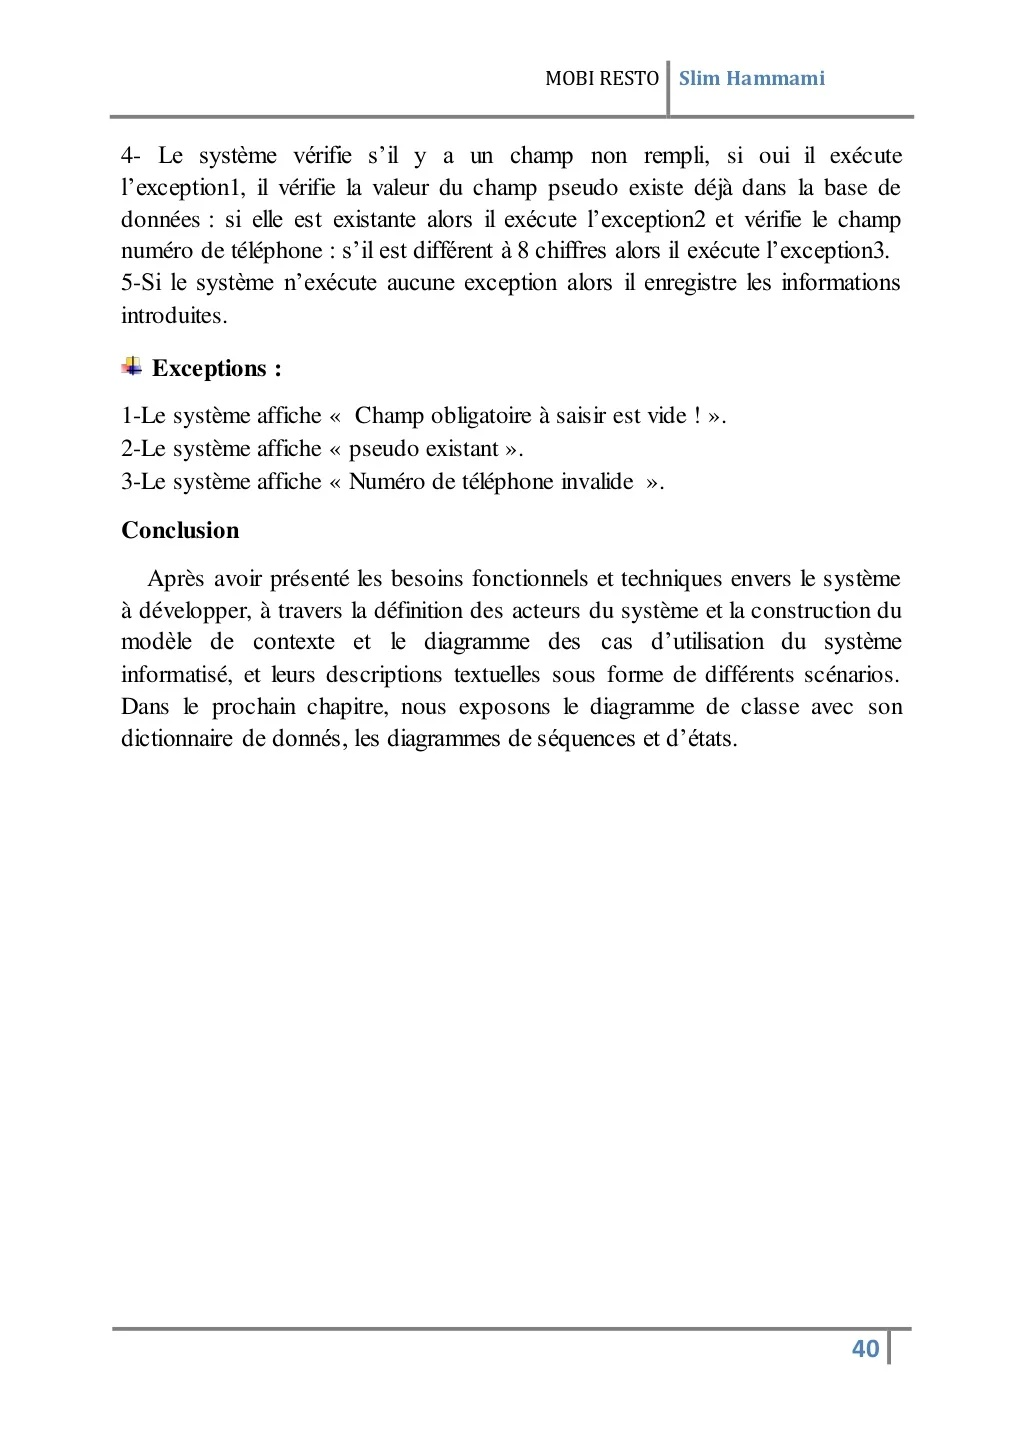 MOBI RESTO Slim Hammami
4- Le système vérifie s’il y a un champ non rempli, si oui il exécute
l’exception1, il vérifie la valeur du champ pseudo existe déjà dans la base de
données : si elle est existante alors il exécute l’exception2 et vérifie le champ
numéro de téléphone : s’il est différent à 8 chiffres alors il exécute l’exception3.
5-Si le système n’exécute aucune exception alors il enregistre les informations
introduites.
Exceptions :
1-Le système affiche «  Champ obligatoire à saisir est vide ! ».
2-Le système affiche « pseudo existant ».
3-Le système affiche « Numéro de téléphone invalide  ».
Conclusion
Après avoir présenté les besoins fonctionnels et techniques envers le système
à développer, à travers la définition des acteurs du système et la construction du
modèle de contexte et le diagramme des cas d’utilisation du système
informatisé, et leurs descriptions textuelles sous forme de différents scénarios.
Dans le prochain chapitre, nous exposons le diagramme de classe avec son
dictionnaire de donnés, les diagrammes de séquences et d’états.
40